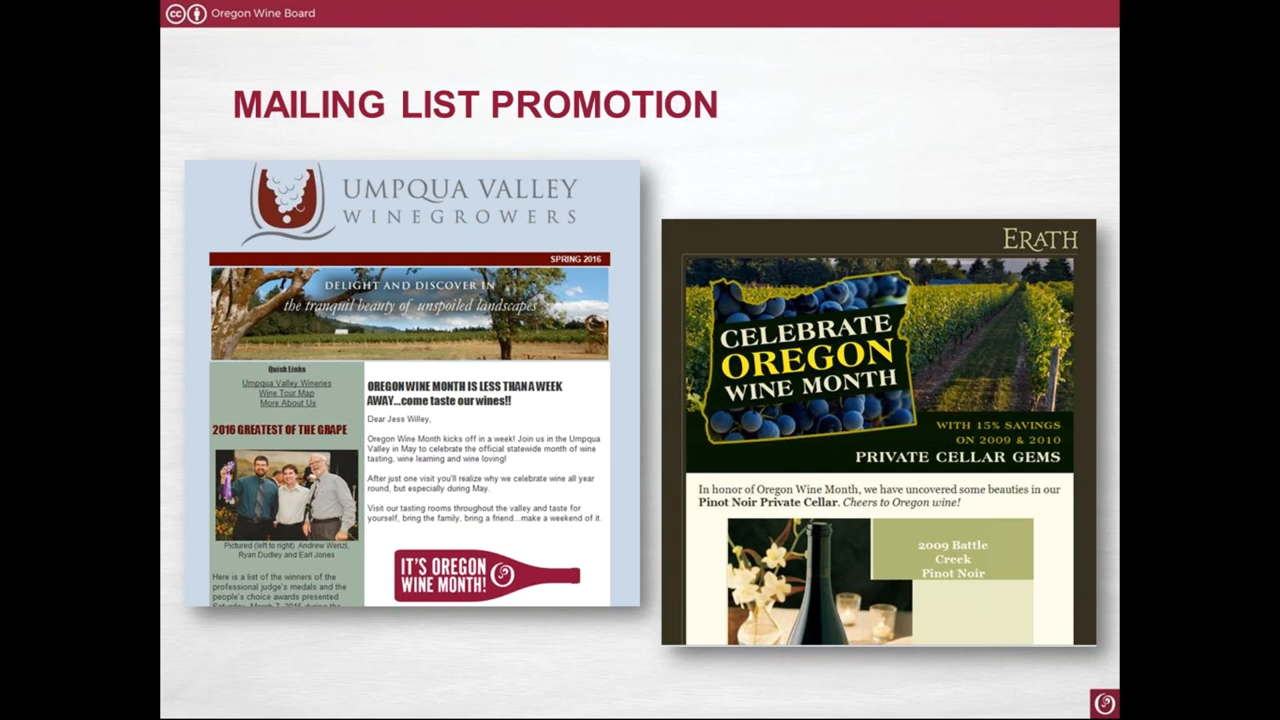 cc Oregon Wine Board
MAILING LIST PROMOTION
UMPQUA VALLEY
WINEGROWERS
SPRING 2016
DELIGHT AND DISCOVER IN
the tranquil beauty of unspoiled landscapes
Quick Links
Umpqua Valley Wineries
Wine Tour Map
More About Us
2016 GREATEST OF THE GRAPE
Pictured (left to right) Andrew Wenzl,
Ryan Dudley and Earl Jones
Here is a list of the winners of the
professional judge's medals and the
people's choice awards presented
Saturday, March 7, 2015 during the
OREGON WINE MONTH IS LESS THAN A WEEK
AWAY...come taste our wines!!
Dear Jess Willey,
Oregon Wine Month kicks off in a week! Join us in the Umpqua
Valley in May to celebrate the official statewide month of wine
tasting, wine learning and wine loving!
After just one visit you'll realize why we celebrate wine all year
round, but especially during May.
Visit our tasting rooms throughout the valley and taste for
yourself, bring the family, bring a friend...make a weekend of it.
IT'S OREGON
WINE MONTH!
ERATH
CELEBRATE
OREGON
WINE MONTH
WITH 15% SAVINGS
ON 2009 & 2010
PRIVATE CELLAR GEMS
In honor of Oregon Wine Month, we have uncovered some beauties in our
Pinot Noir Private Cellar. Cheers to Oregon wine!
2009 Battle
Creek
Pinot Noir